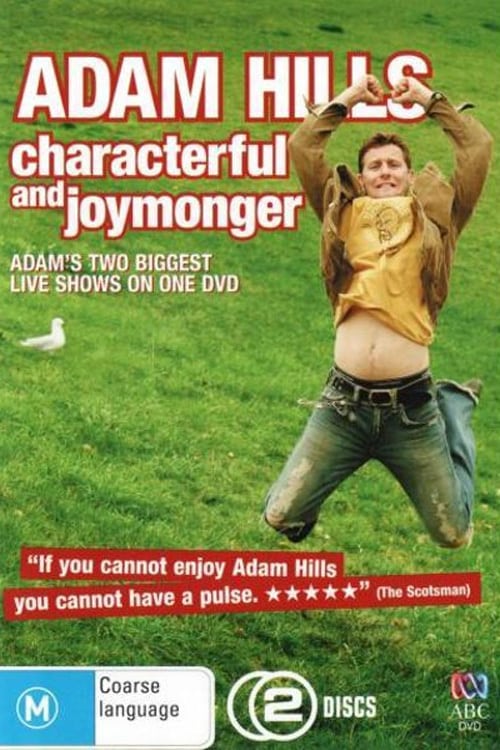 ADAM HILLS
characterful
and joymonger
ADAM'S TWO BIGGEST
LIVE SHOWS ON ONE DVD
“If you cannot enjoy Adam Hills
you cannot have a pulse. ★★★★★” (The Scotsman)
M
Coarse
language
2 DISCS
ABC
DVD